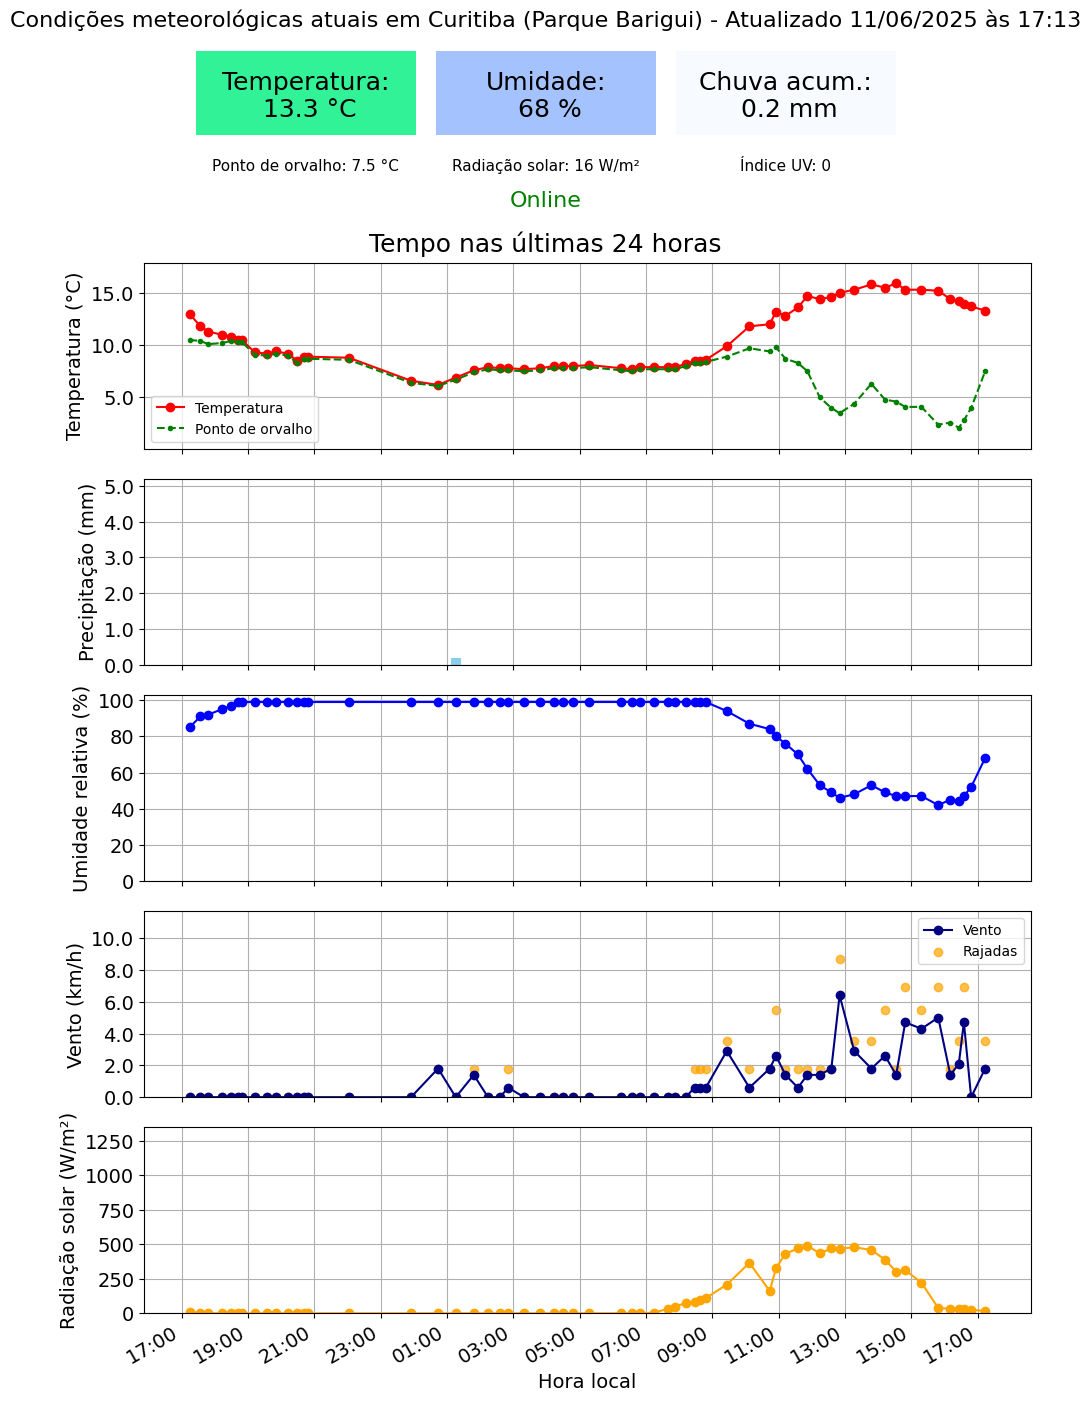 Condições meteorológicas atuais em Curitiba (Parque Barigui) - Atualizado 11/06/2025 às 17:13
Temperatura:
13.3 °C
Umidade:
68 %
Chuva acum.:
0.2 mm
Ponto de orvalho: 7.5 °C
Radiação solar: 16 W/m²
Índice UV: 0
Online
Tempo nas últimas 24 horas
Temperatura (°C)
15.0
10.0
5.0
Temperatura
Ponto de orvalho
Precipitação (mm)
5.0
4.0
3.0
2.0
1.0
0.0
Umidade relativa (%)
100
80
60
40
20
0
Vento (km/h)
10.0
8.0
6.0
4.0
2.0
0.0
Vento
Rajadas
Radiação solar (W/m²)
1250
1000
750
500
250
0
17:00
19:00
21:00
23:00
01:00
03:00
05:00
07:00
09:00
11:00
13:00
15:00
17:00
Hora local